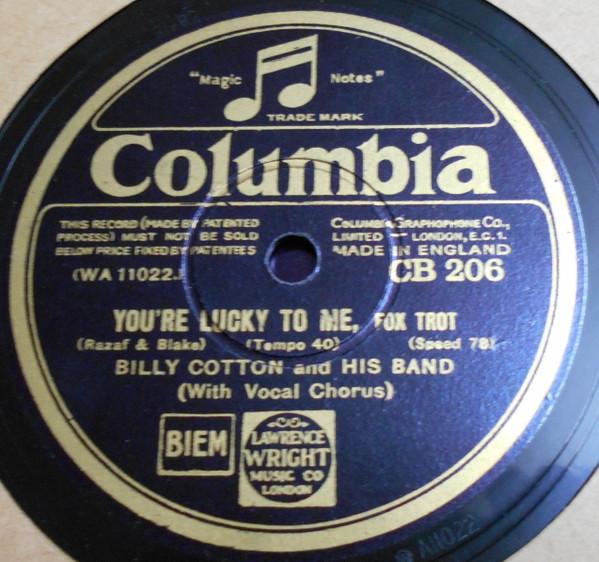 "Magic Notes"
TRADE MARK
Columbia
THIS RECORD (MADE BY PATENTED
PROCESS) MUST NOT BE SOLD
BELOW PRICE FIXED BY PATENTEES
(WA 11022.)
COLUMBIA GRAPHOPHONE CO.,
LIMITED LONDON, E.C.1.
MADE IN ENGLAND
CB 206
YOU'RE LUCKY TO ME, FOX TROT
(Razaf & Blake) (Tempo 40) (Speed 78)
BILLY COTTON and HIS BAND
(With Vocal Chorus)
BIEM
LAWRENCE
WRIGHT
MUSIC CO
LONDON
A11022